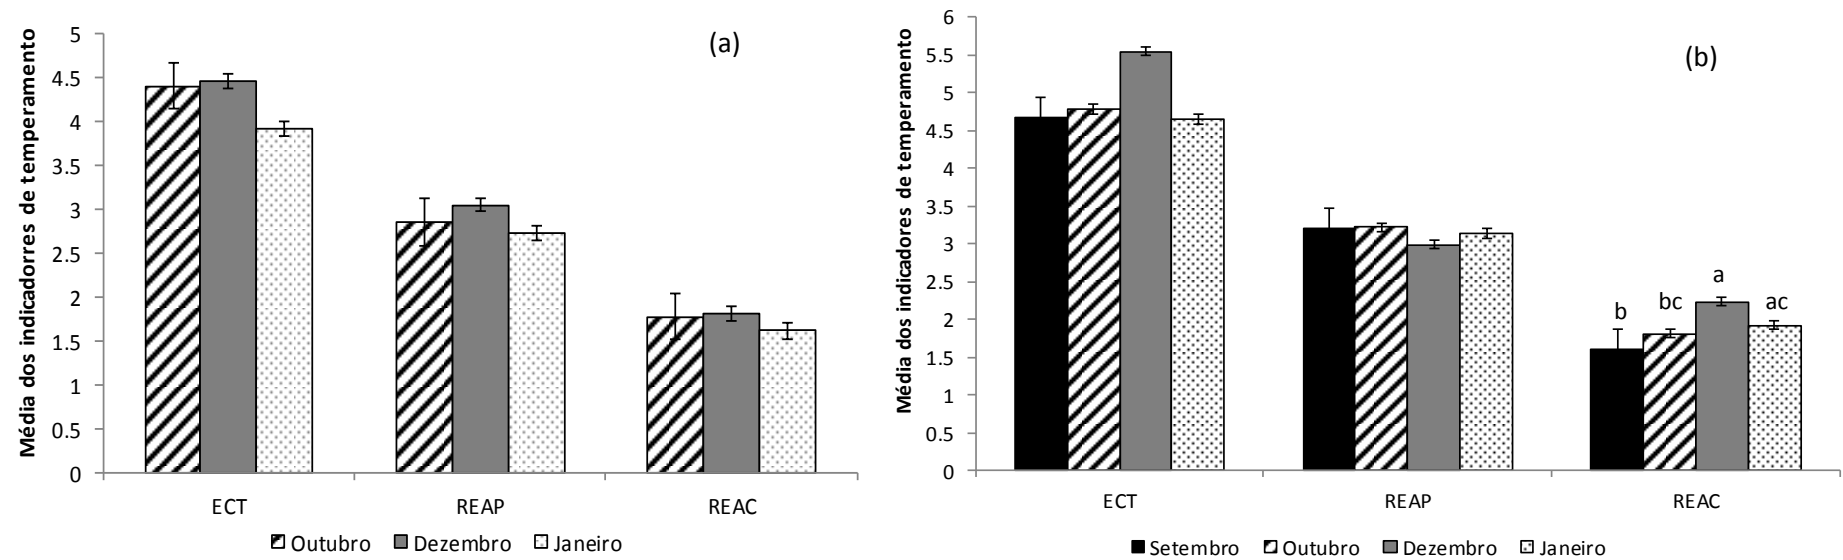 Média dos indicadorres de temperamento
5
4.5
4
3.5
3
2.5
2
1.5
1
0.5
0
(a)
ECT REAP REAC
Outubro Dezembro Janeiro
Média dos indicadores de temperamento
6
5.5
5
4.5
4
3.5
3
2.5
2
1.5
1
0.5
0
(b)
b bc a ac
ECT REAP REAC
Setembro Outubro Dezembro Janeiro